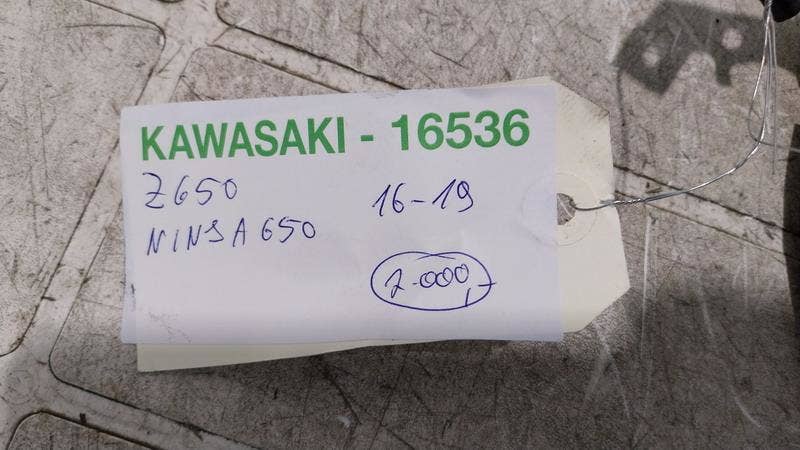 KAWASAKI - 16536
Z650 16-19
NINJA 650
2.000,-